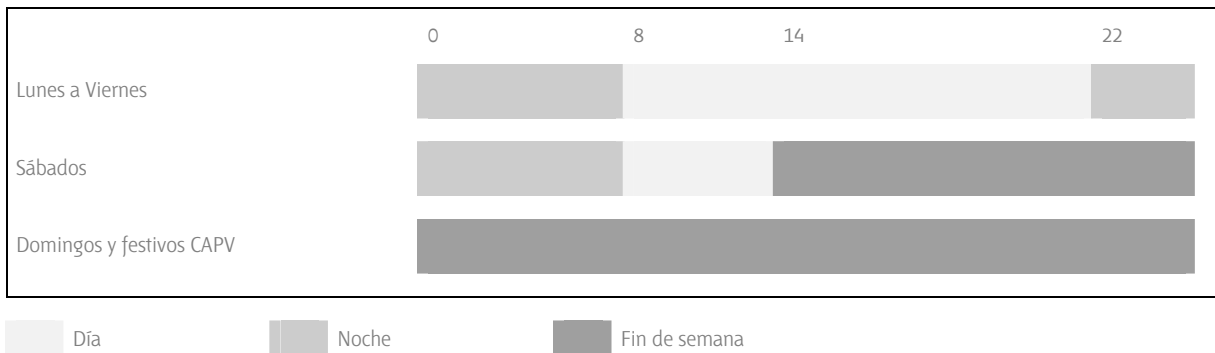 0 8 14 22
Lunes a Viernes
Sábados
Domingos y festivos CAPV
Día Noche Fin de semana